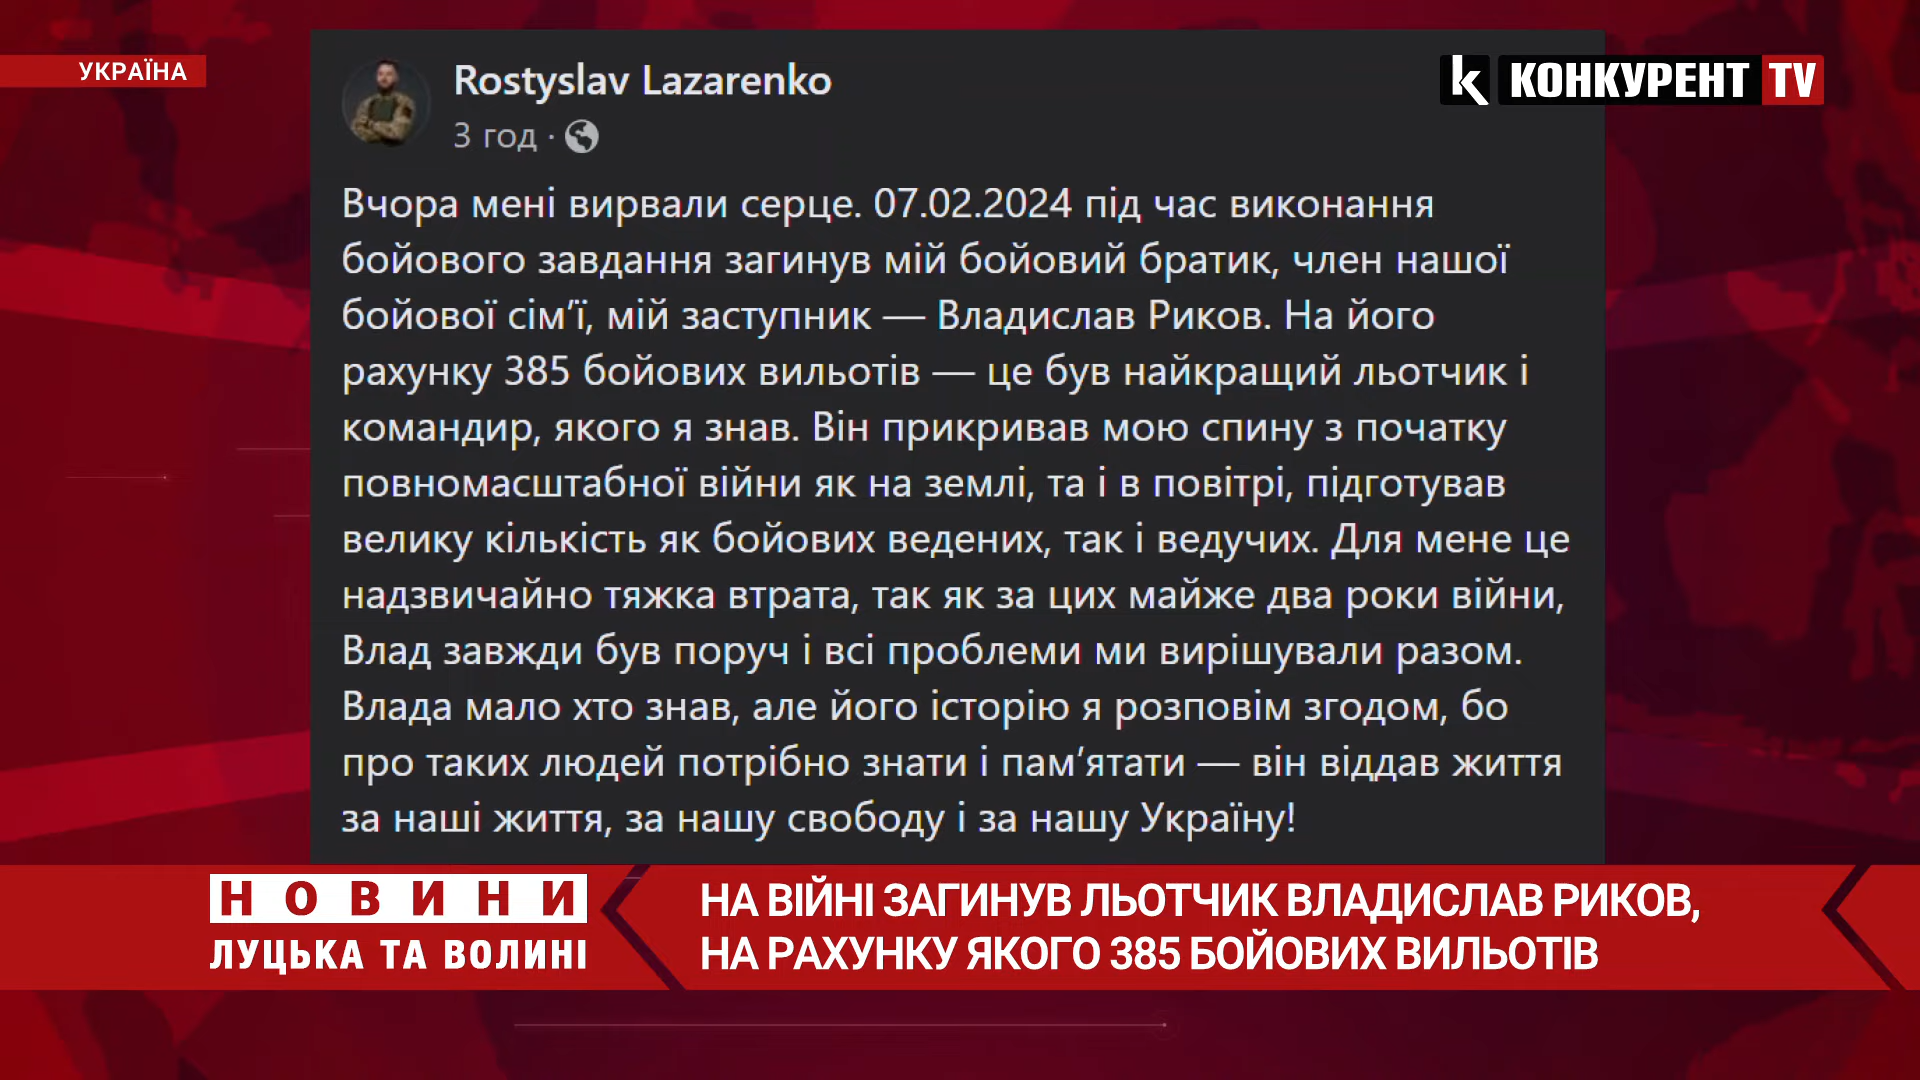 УКРАЇНА
КОНКУРЕНТ TV
Rostyslav Lazarenko
3 год ·
Вчора мені вирвали серце. 07.02.2024 під час виконання
бойового завдання загинув мій бойовий братик, член нашої
бойової сім’ї, мій заступник — Владислав Риков. На його
рахунку 385 бойових вильотів — це був найкращий льотчик і
командир, якого я знав. Він прикривав мою спину з початку
повномасштабної війни як на землі, та і в повітрі, підготував
велику кількість як бойових ведених, так і ведучих. Для мене це
надзвичайно тяжка втрата, так як за цих майже два роки війни,
Влад завжди був поруч і всі проблеми ми вирішували разом.
Влада мало хто знав, але його історію я розповім згодом, бо
про таких людей потрібно знати і пам’ятати — він віддав життя
за наші життя, за нашу свободу і за нашу Україну!
НОВИНИ
ЛУЦЬКА ТА ВОЛИНІ
НА ВІЙНІ ЗАГИНУВ ЛЬОТЧИК ВЛАДИСЛАВ РИКОВ,
НА РАХУНКУ ЯКОГО 385 БОЙОВИХ ВИЛЬОТІВ